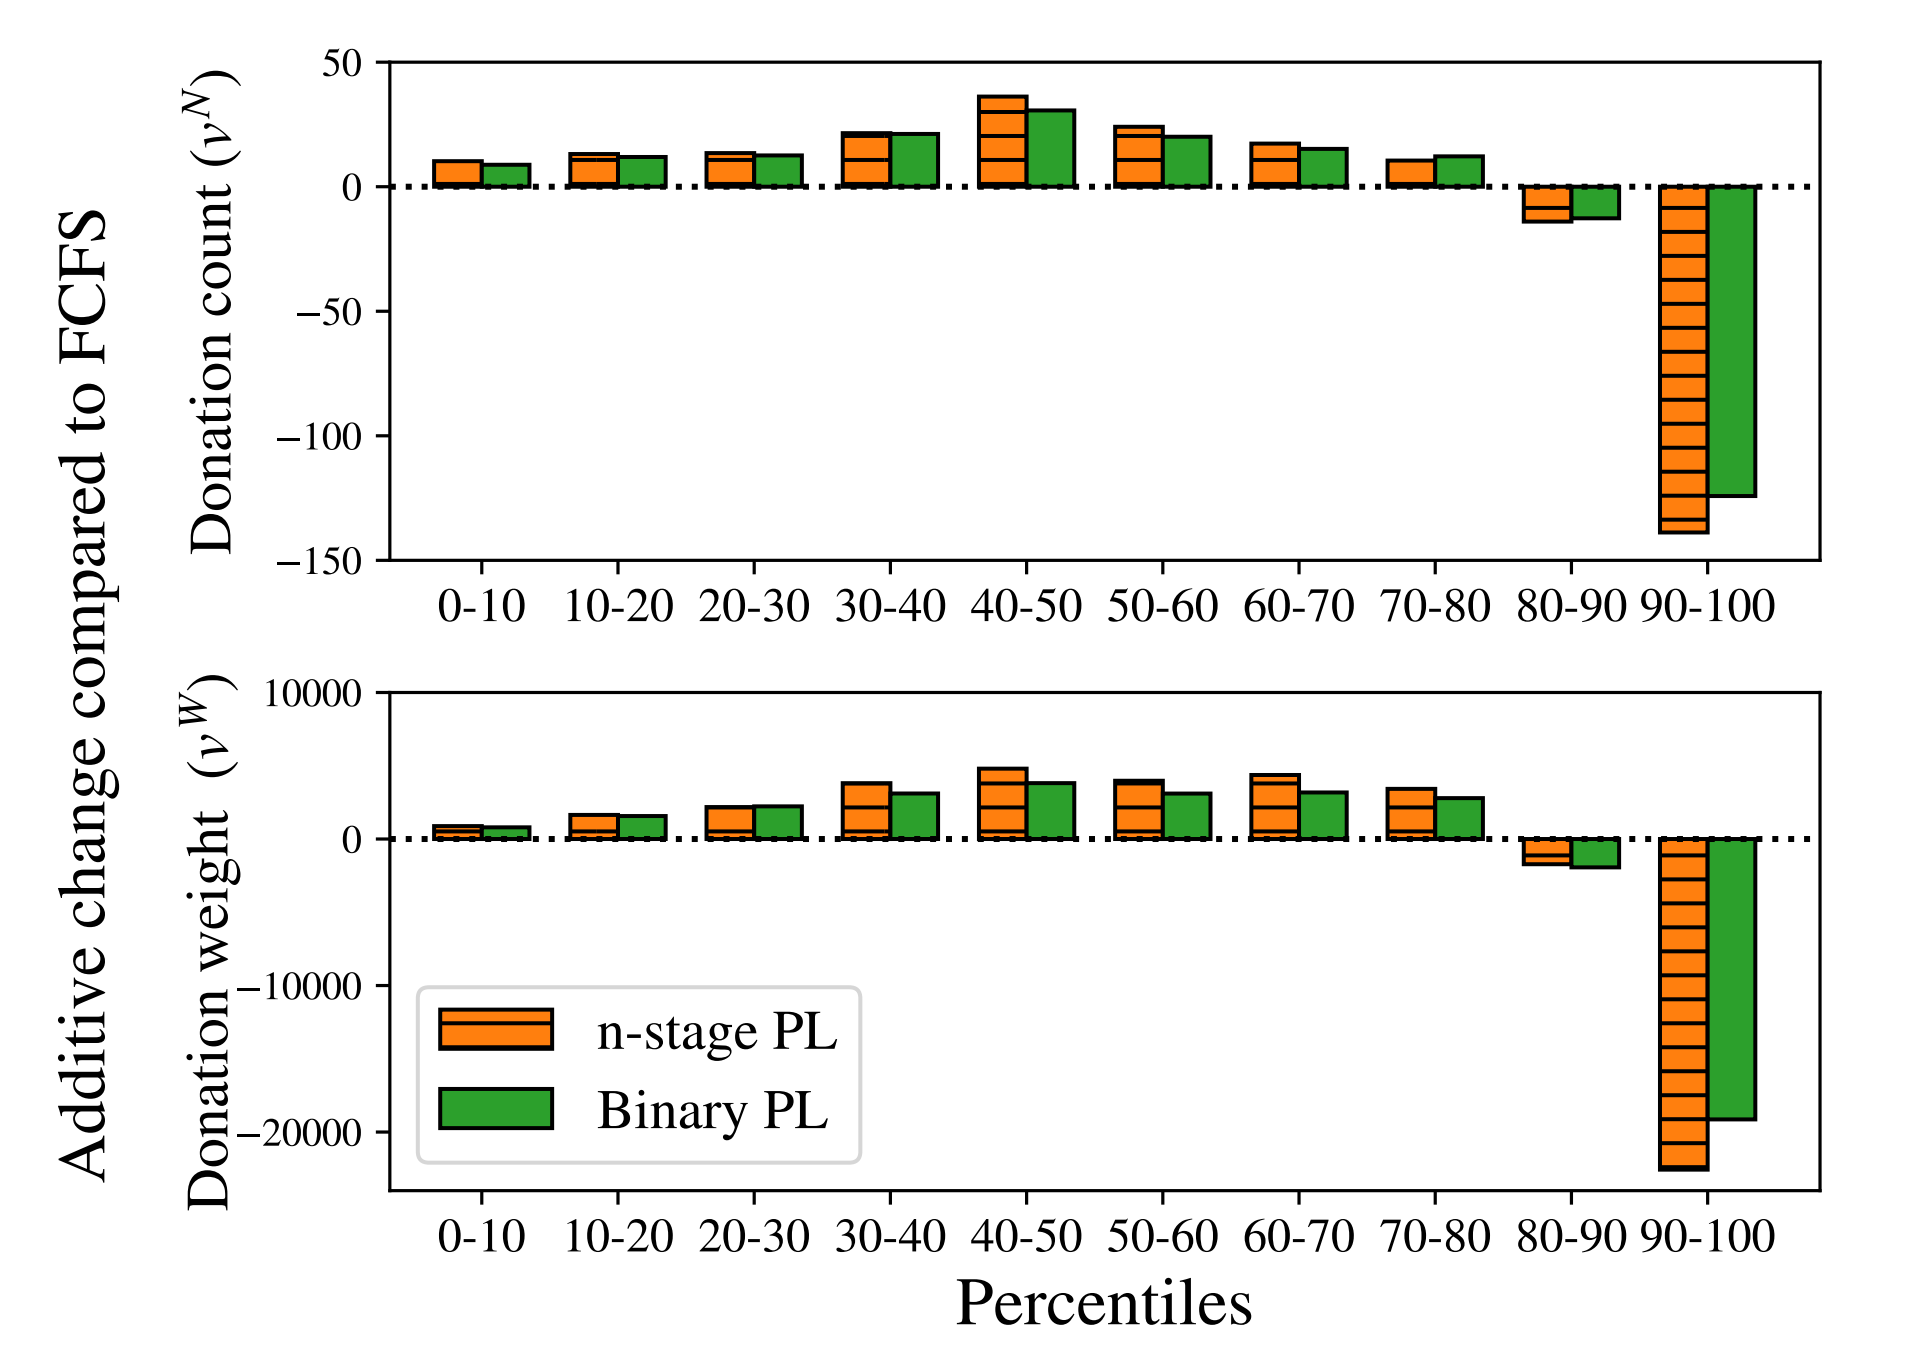 Additive change compared to FCFS
Donation count (ν^N)
50
0
−50
−100
−150
0-10 10-20 20-30 30-40 40-50 50-60 60-70 70-80 80-90 90-100
Donation weight (ν^W)
10000
0
−10000
−20000
n-stage PL
Binary PL
0-10 10-20 20-30 30-40 40-50 50-60 60-70 70-80 80-90 90-100
Percentiles